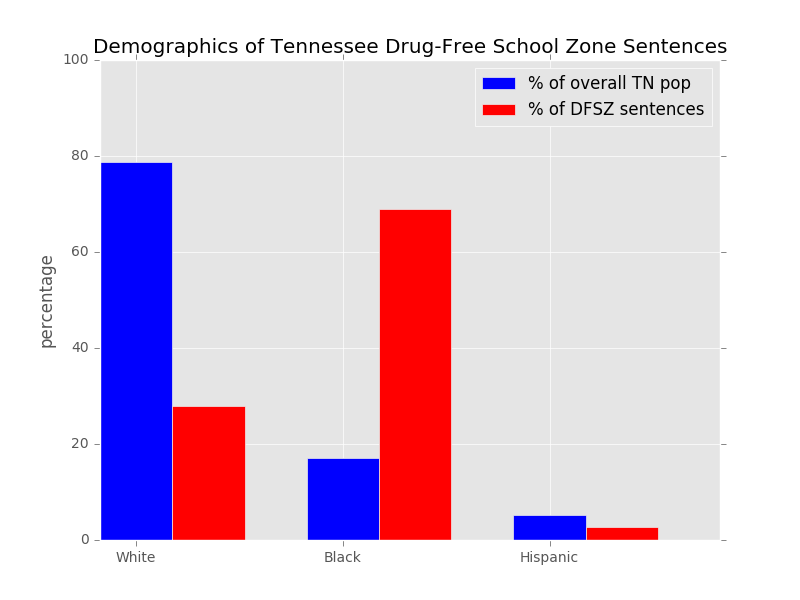 Demographics of Tennessee Drug-Free School Zone Sentences
% of overall TN pop
% of DFSZ sentences
percentage
100
80
60
40
20
0
White
Black
Hispanic